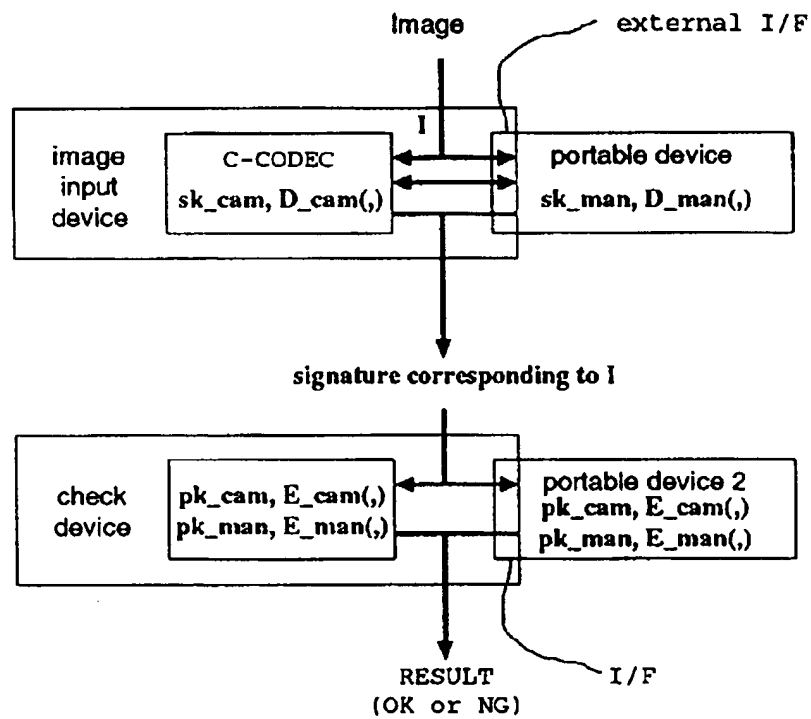 Image
external I/F
I
image
input
device
C-CODEC
sk_cam, D_cam(,)
portable device
sk_man, D_man(,)
signature corresponding to I
check
device
pk_cam, E_cam(,)
pk_man, E_man(,)
portable device 2
pk_cam, E_cam(,)
pk_man, E_man(,)
RESULT
(OK or NG)
I/F